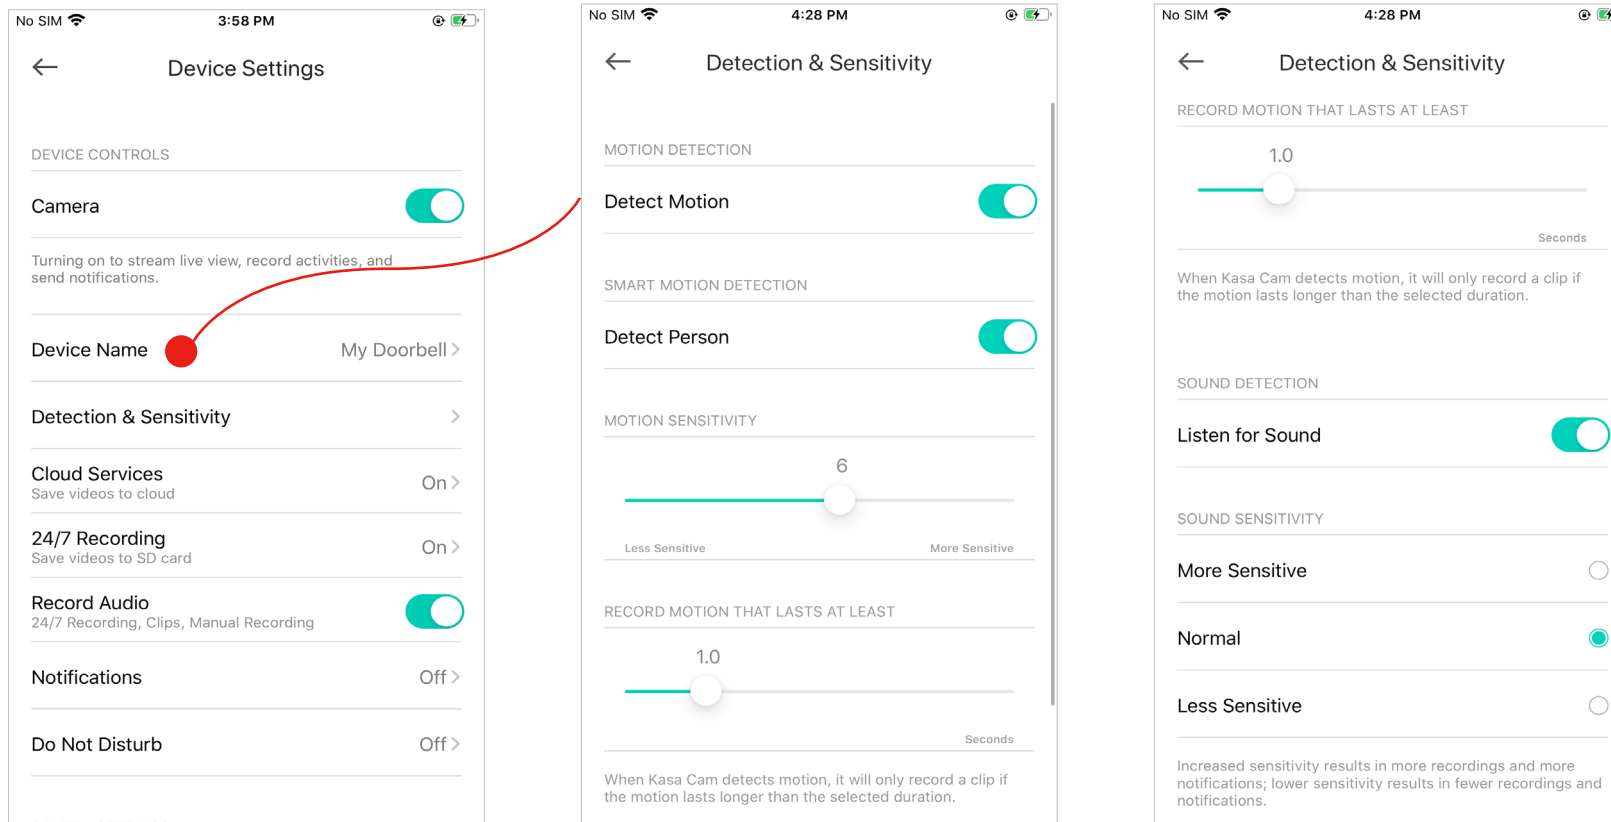 No SIM 3:58 PM
Device Settings
DEVICE CONTROLS
Camera
Turning on to stream live view, record activities, and
send notifications.
Device Name My Doorbell
Detection & Sensitivity
Cloud Services On
Save videos to cloud
24/7 Recording On
Save videos to SD card
Record Audio
24/7 Recording, Clips, Manual Recording
Notifications Off
Do Not Disturb Off
No SIM 4:28 PM
Detection & Sensitivity
MOTION DETECTION
Detect Motion
SMART MOTION DETECTION
Detect Person
MOTION SENSITIVITY
6
Less Sensitive More Sensitive
RECORD MOTION THAT LASTS AT LEAST
1.0
Seconds
When Kasa Cam detects motion, it will only record a clip if
the motion lasts longer than the selected duration.
No SIM 4:28 PM
Detection & Sensitivity
RECORD MOTION THAT LASTS AT LEAST
1.0
Seconds
When Kasa Cam detects motion, it will only record a clip if
the motion lasts longer than the selected duration.
SOUND DETECTION
Listen for Sound
SOUND SENSITIVITY
More Sensitive
Normal
Less Sensitive
Increased sensitivity results in more recordings and more
notifications; lower sensitivity results in fewer recordings and
notifications.